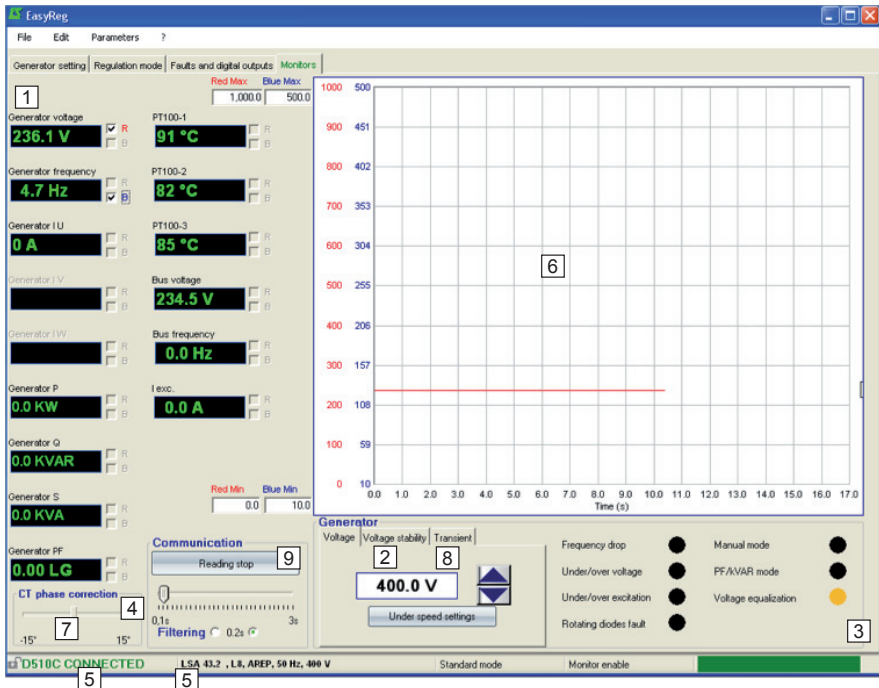 EasyReg
File Edit Parameters ?
Generator setting Regulation mode Faults and digital outputs Monitors
1
Red Max Blue Max
1,000.0 500.0
Generator voltage
236.1 V
R
B
PT100-1
91 °C
R
B
Generator frequency
4.7 Hz
R
B
PT100-2
82 °C
R
B
Generator I U
0 A
R
B
PT100-3
85 °C
R
B
Generator I V
R
B
Bus voltage
234.5 V
Generator I W
R
B
Bus frequency
0.0 Hz
Generator P
0.0 KW
R
B
I exc.
0.0 A
Generator Q
0.0 KVAR
R
B
Generator S
0.0 KVA
R
B
Red Min Blue Min
0.0 10.0
Generator PF
0.00 LG
R
B
CT phase correction
4
7
-15° 15°
Communication
Reading stop
9
0,1s 3s
Filtering 0.2s
1000 500
900 451
800 402
700 353
600 304
500 255
400 206
300 157
200 108
100 59
0 10
6
0.0 1.0 2.0 3.0 4.0 5.0 6.0 7.0 8.0 9.0 10.0 11.0 12.0 13.0 14.0 15.0 16.0 17.0
Time (s)
Generator
Voltage Voltage stability Transient
2 8
400.0 V
Under speed settings
Frequency drop
Under/over voltage
Under/over excitation
Rotating diodes fault
Manual mode
PF/kVAR mode
Voltage equalization
3
D510C CONNECTED
LSA 43.2 , L8, AREP, 50 Hz, 400 V
Standard mode
Monitor enable
5 5